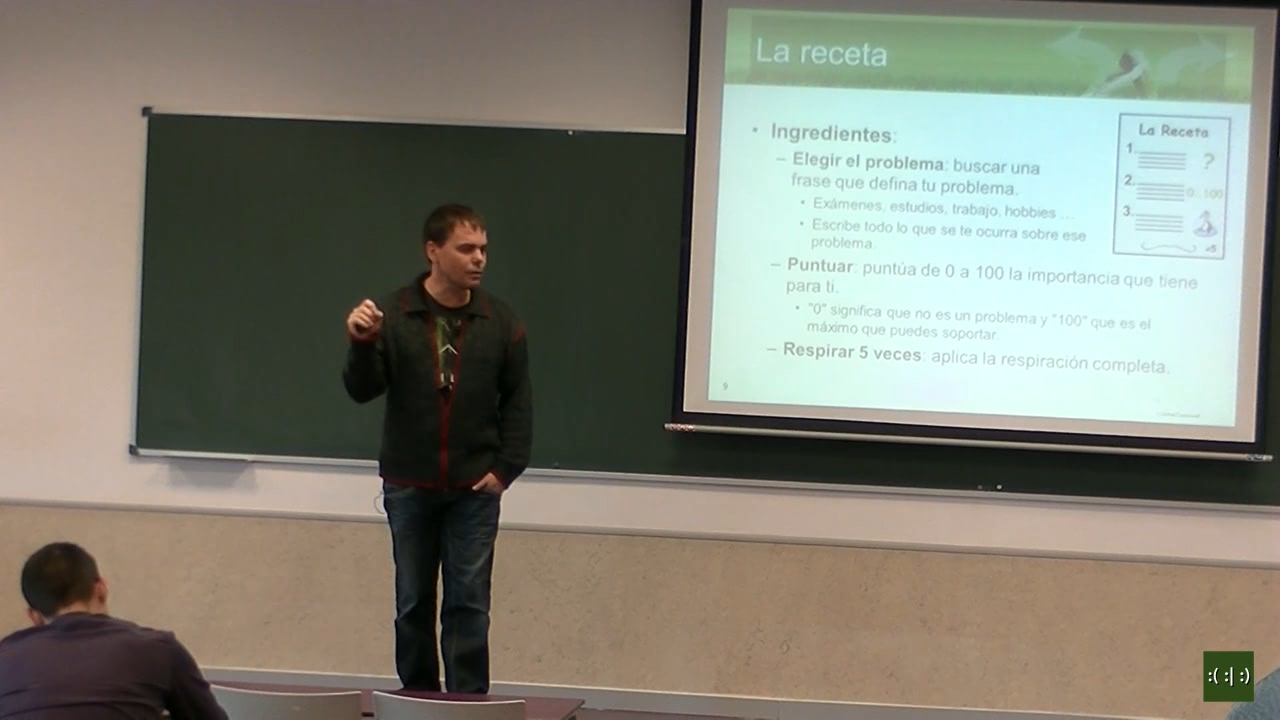 La receta
• Ingredientes:
– Elegir el problema: buscar una
frase que defina tu problema.
• Exámenes, estudios, trabajo, hobbies ...
• Escribe todo lo que se te ocurra sobre ese
problema.
– Puntuar: puntúa de 0 a 100 la importancia que tiene
para ti.
• "0" significa que no es un problema y "100" que es el
máximo que puedes soportar
– Respirar 5 veces: aplica la respiración completa.
9
La Receta
1. ?
2. 0..100
3.
x5
:( :| :)